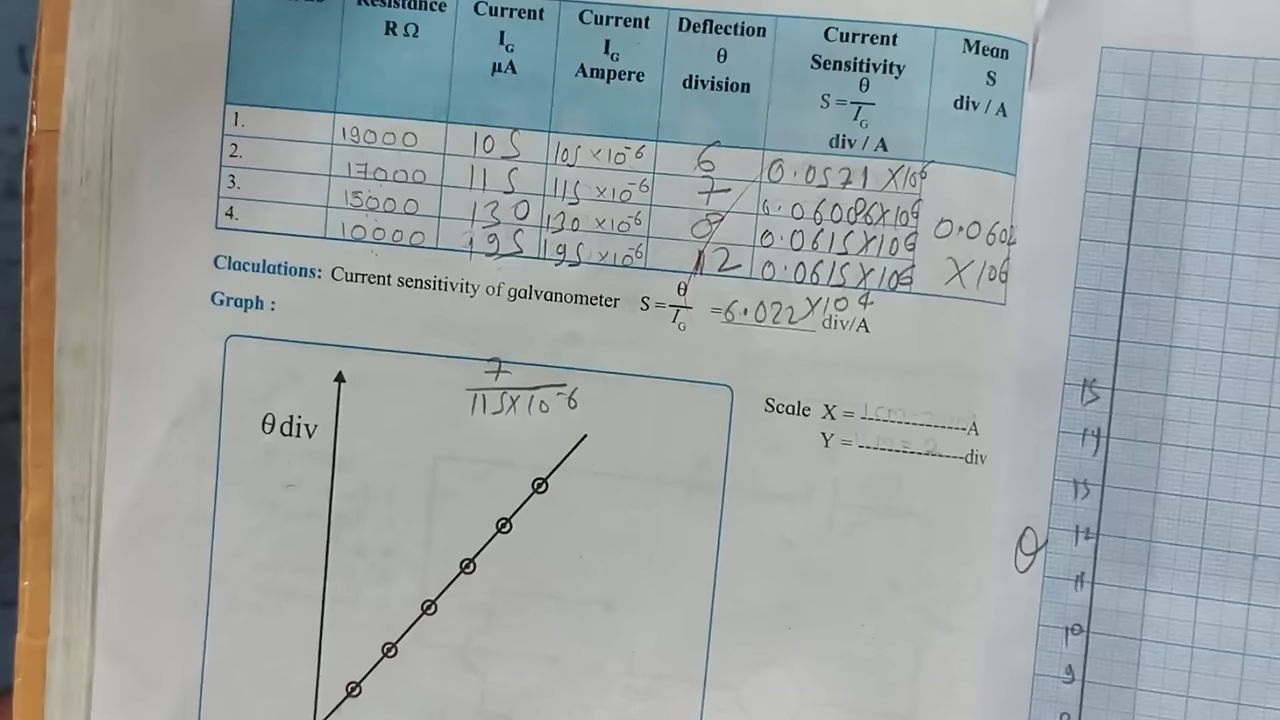 Resistance R Ω
Current I_G μA
Current I_G Ampere
Deflection θ division
Current Sensitivity S = θ/I_G div / A
Mean S div / A
1. 19000 105 105 ×10⁻⁶ 6 0.0571 ×10⁶
2. 17000 115 115 ×10⁻⁶ 7 0.06086×10⁶
3. 15000 130 130 ×10⁻⁶ 8 0.0615×10⁶
4. 10000 195 195 ×10⁻⁶ 12 0.0615×10⁶
×10⁶
Claculations: Current sensitivity of galvanometer S = θ/I_G = 6.022×10⁴ div/A
Graph :
7
115×10⁻⁶
θ div
Scale X = A
Y = div
15
14
13
12
θ
11
10
9